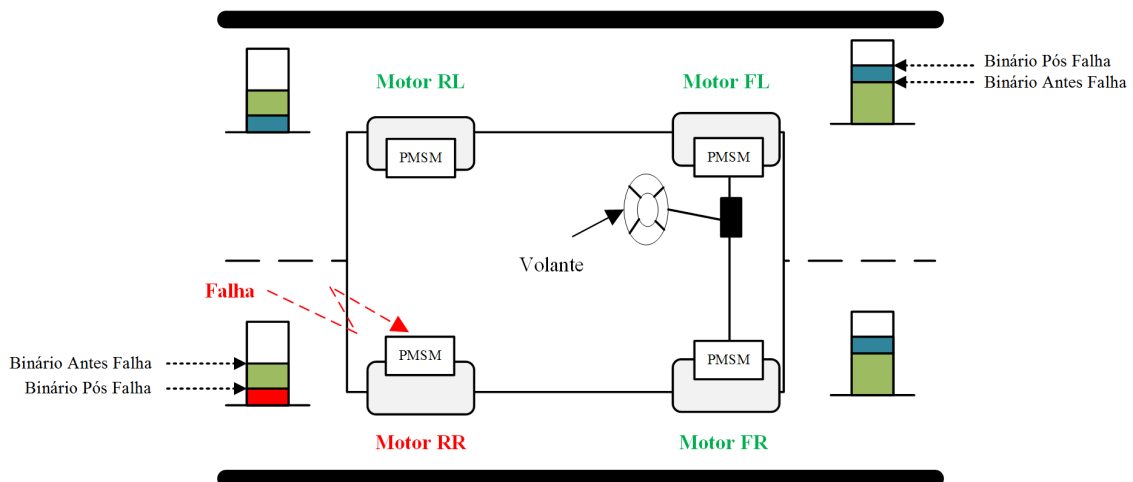 Motor RL
Motor FL
Binário Pós Falha
Binário Antes Falha
PMSM
PMSM
Volante
Falha
PMSM
PMSM
Binário Antes Falha
Binário Pós Falha
Motor RR
Motor FR